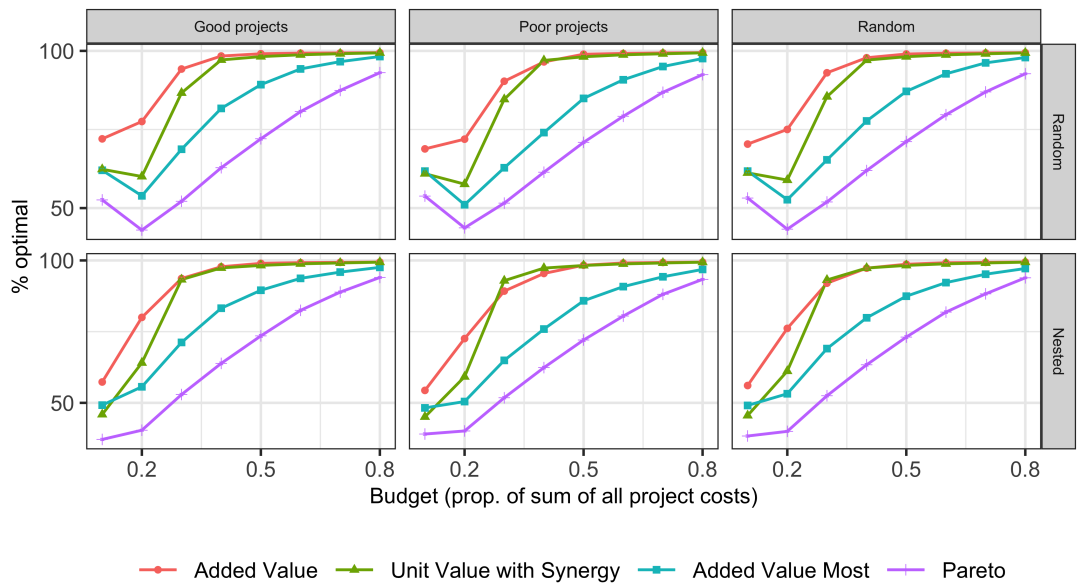 Good projects
Poor projects
Random
100
50
Random
% optimal
100
50
Nested
0.2 0.5 0.8 0.2 0.5 0.8 0.2 0.5 0.8
Budget (prop. of sum of all project costs)
Added Value Unit Value with Synergy Added Value Most Pareto